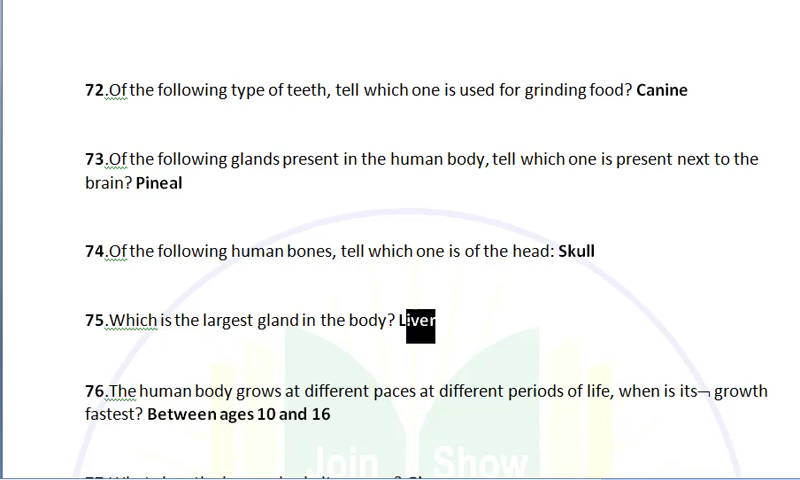 72.Of the following type of teeth, tell which one is used for grinding food? Canine
73.Of the following glands present in the human body, tell which one is present next to the
brain? Pineal
74.Of the following human bones, tell which one is of the head: Skull
75.Which is the largest gland in the body? Liver
76.The human body grows at different paces at different periods of life, when is its¬ growth
fastest? Between ages 10 and 16
Join Show